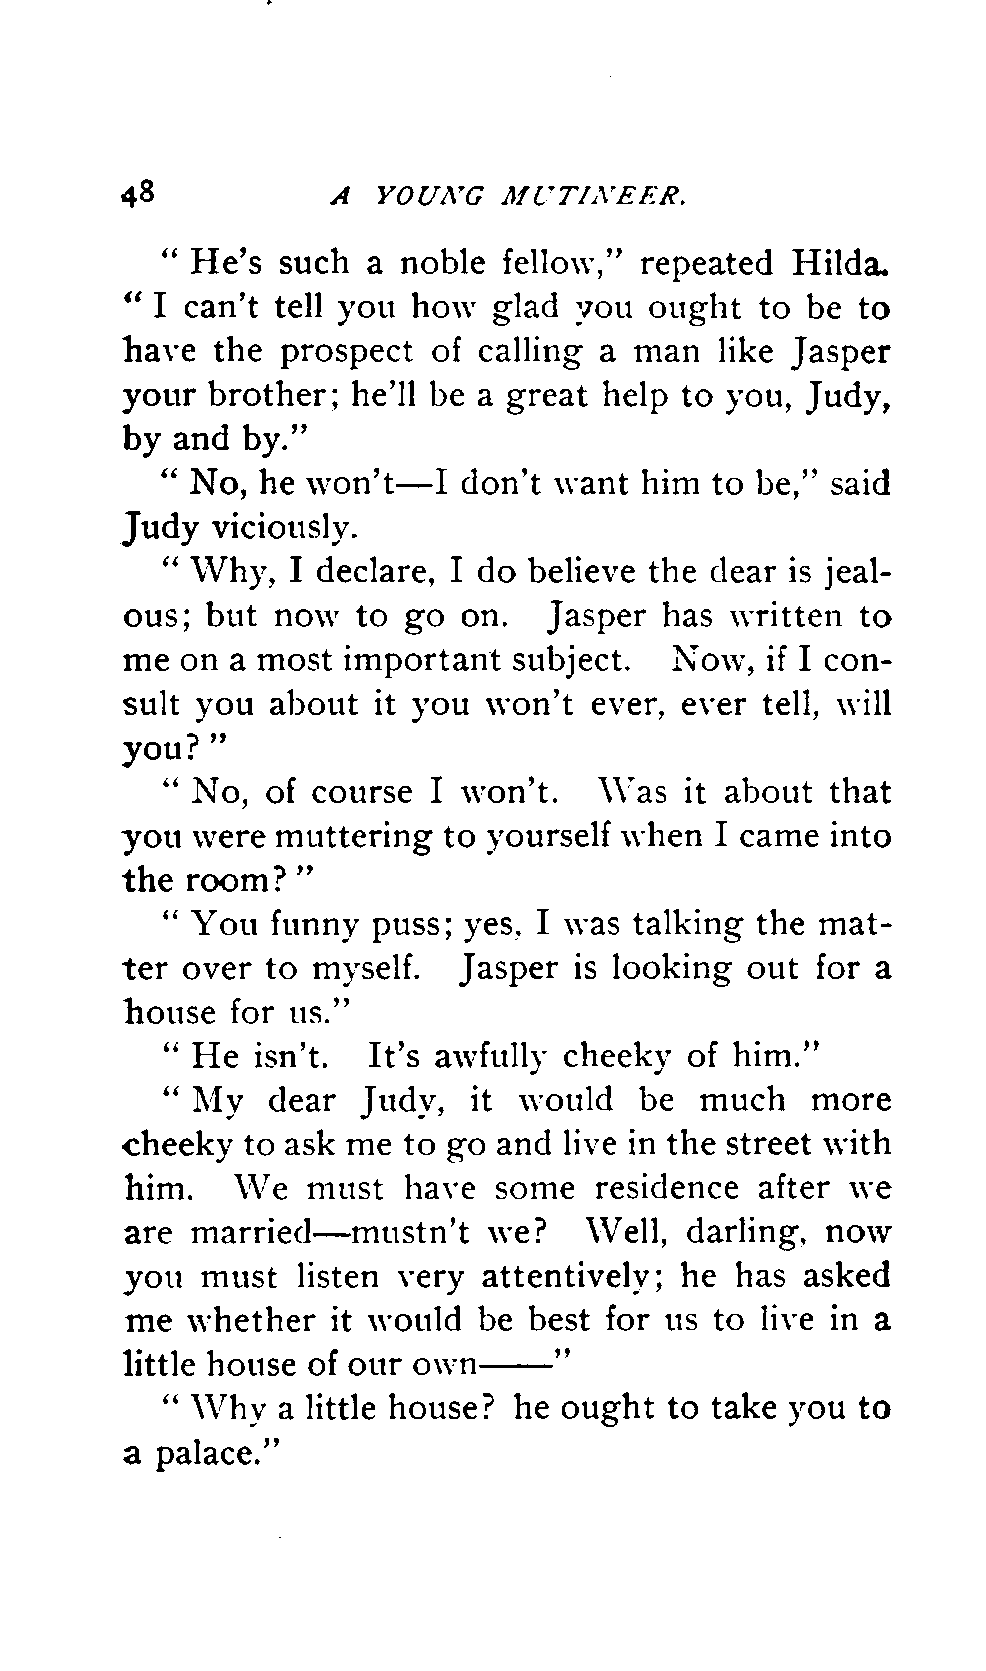 48 A YOUNG MUTINEER.
“ He’s such a noble fellow,” repeated Hilda.
“ I can’t tell you how glad you ought to be to
have the prospect of calling a man like Jasper
your brother; he’ll be a great help to you, Judy,
by and by.”
“ No, he won’t—I don’t want him to be,” said
Judy viciously.
“ Why, I declare, I do believe the dear is jeal-
ous; but now to go on. Jasper has written to
me on a most important subject. Now, if I con-
sult you about it you won’t ever, ever tell, will
you? ”
“ No, of course I won’t. Was it about that
you were muttering to yourself when I came into
the room? ”
“ You funny puss; yes, I was talking the mat-
ter over to myself. Jasper is looking out for a
house for us.”
“ He isn’t. It’s awfully cheeky of him.”
“ My dear Judy, it would be much more
cheeky to ask me to go and live in the street with
him. We must have some residence after we
are married—mustn’t we? Well, darling, now
you must listen very attentively; he has asked
me whether it would be best for us to live in a
little house of our own——”
“ Why a little house? he ought to take you to
a palace.”